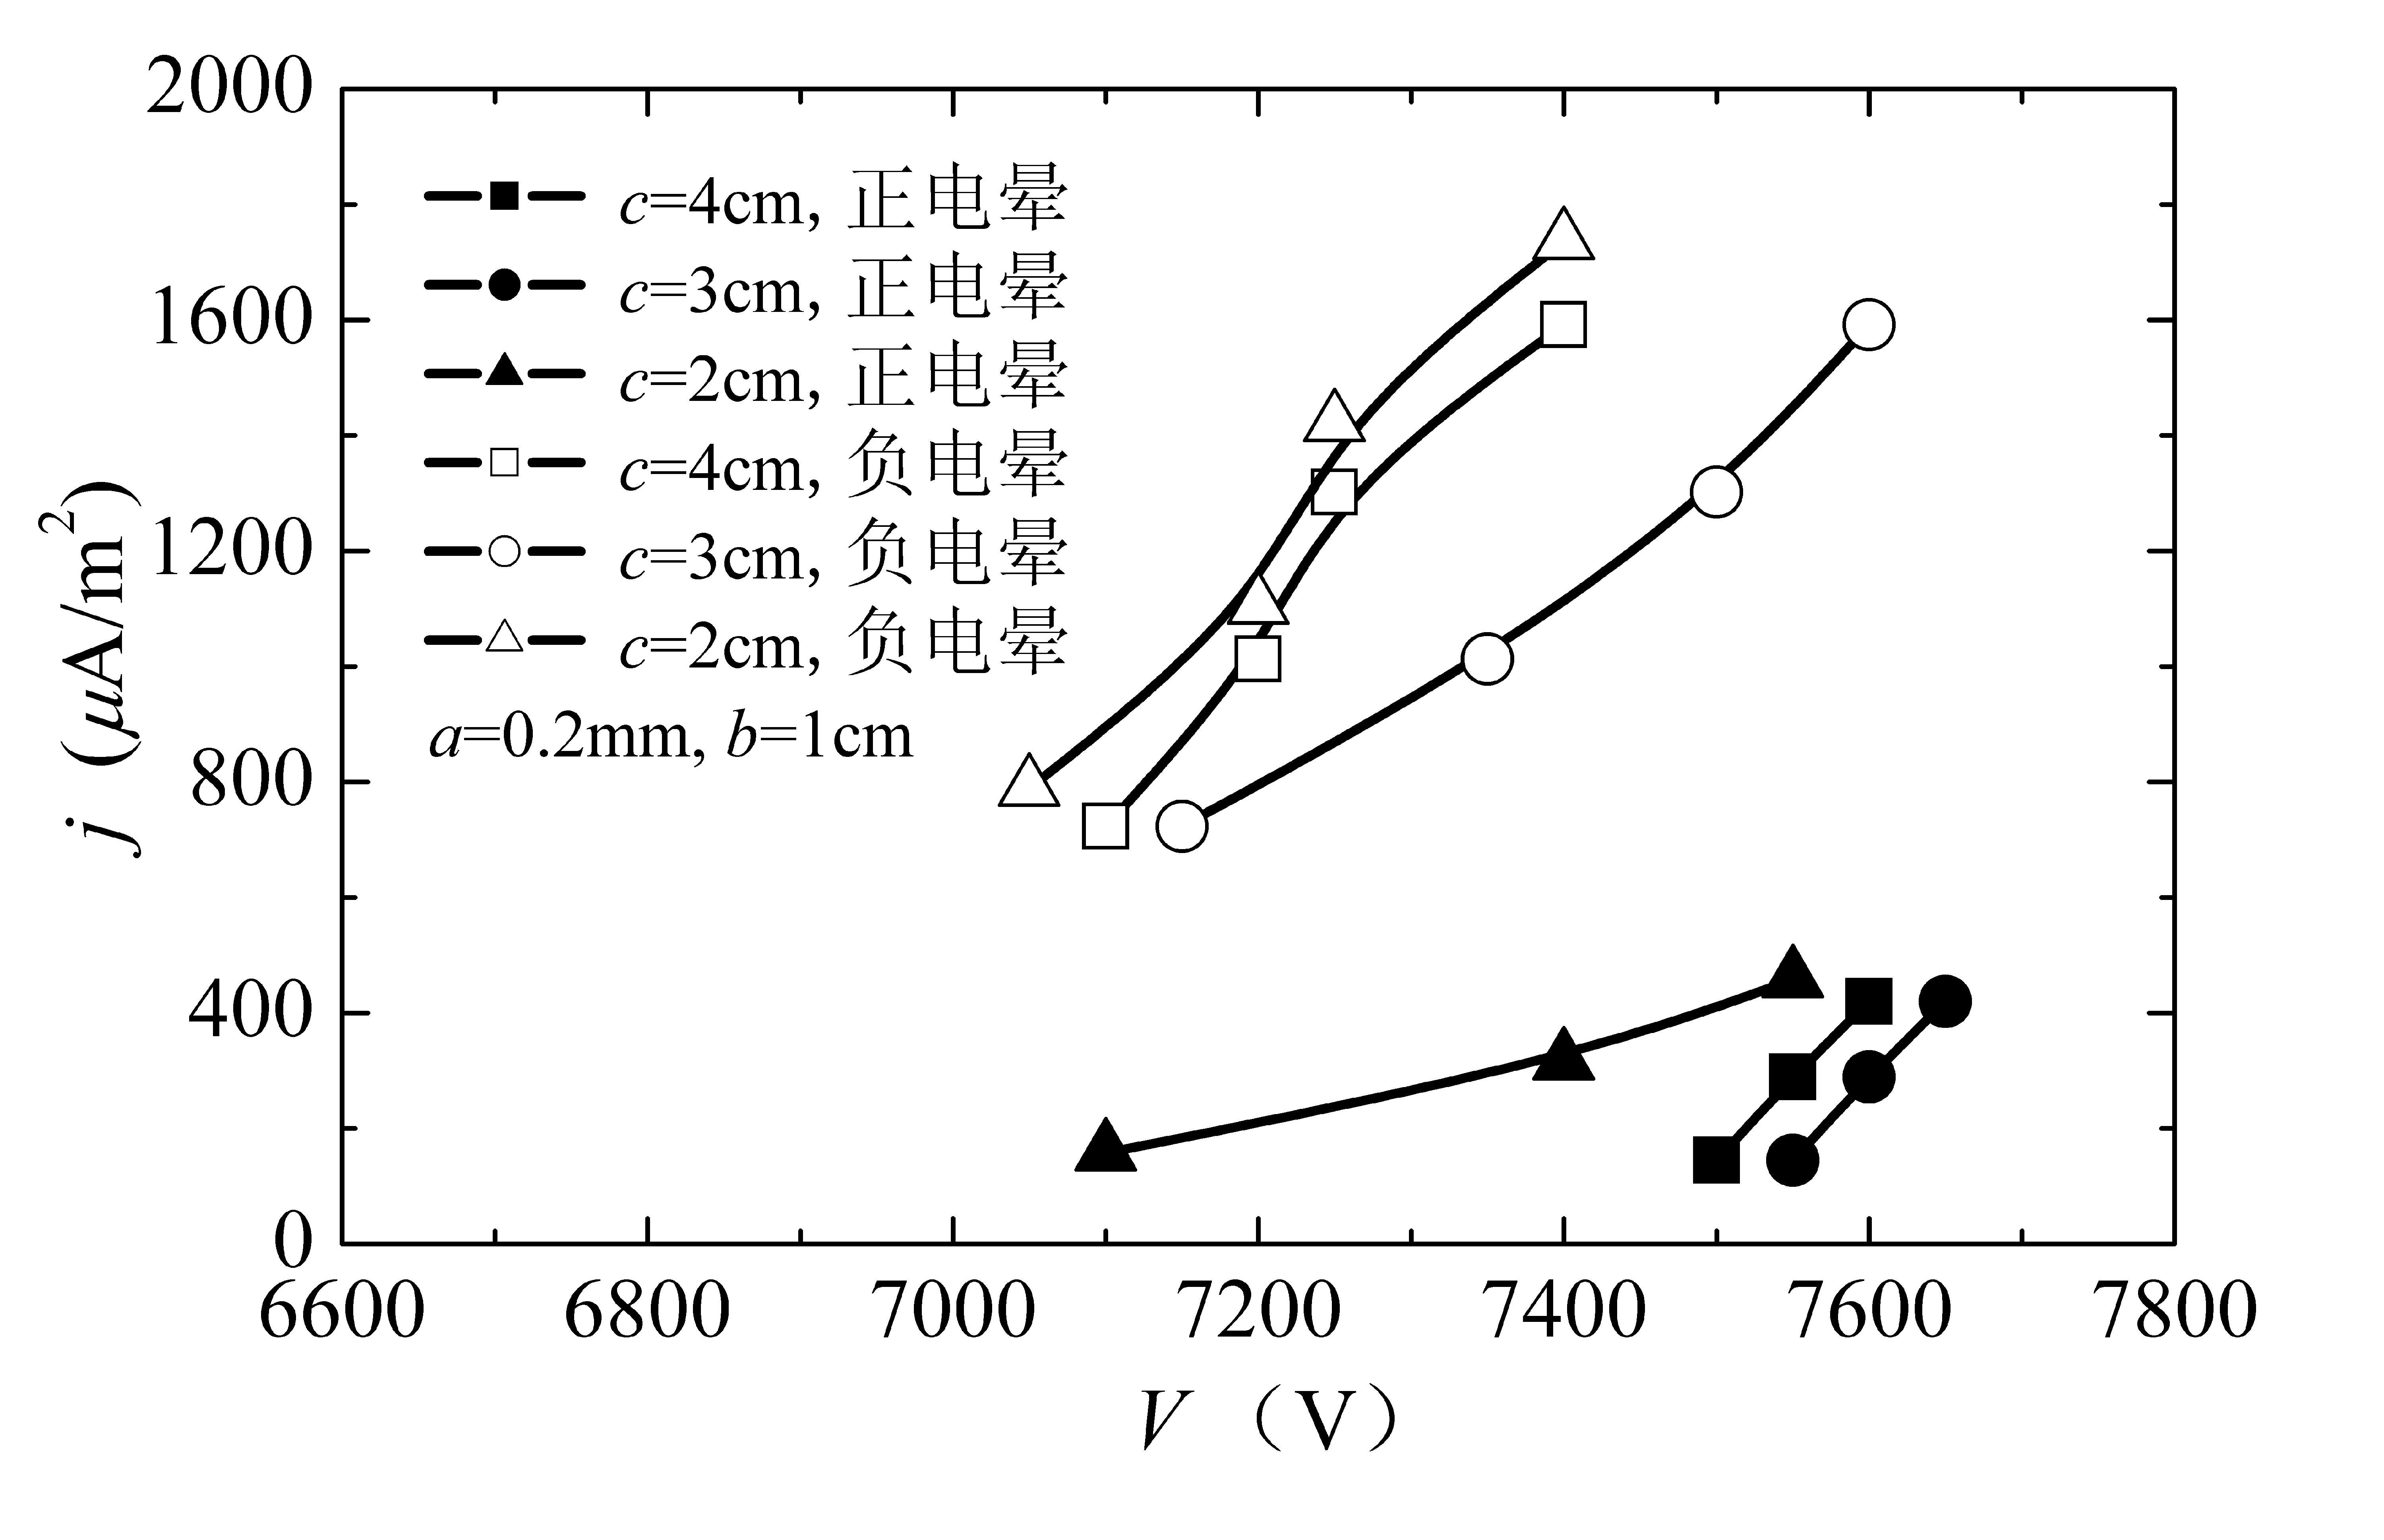 2000
1600
1200
800
400
0
j (μA/m²)
c=4cm, 正电晕
c=3cm, 正电晕
c=2cm, 正电晕
c=4cm, 负电晕
c=3cm, 负电晕
c=2cm, 负电晕
a=0.2mm, b=1cm
6600 6800 7000 7200 7400 7600 7800
V（V）